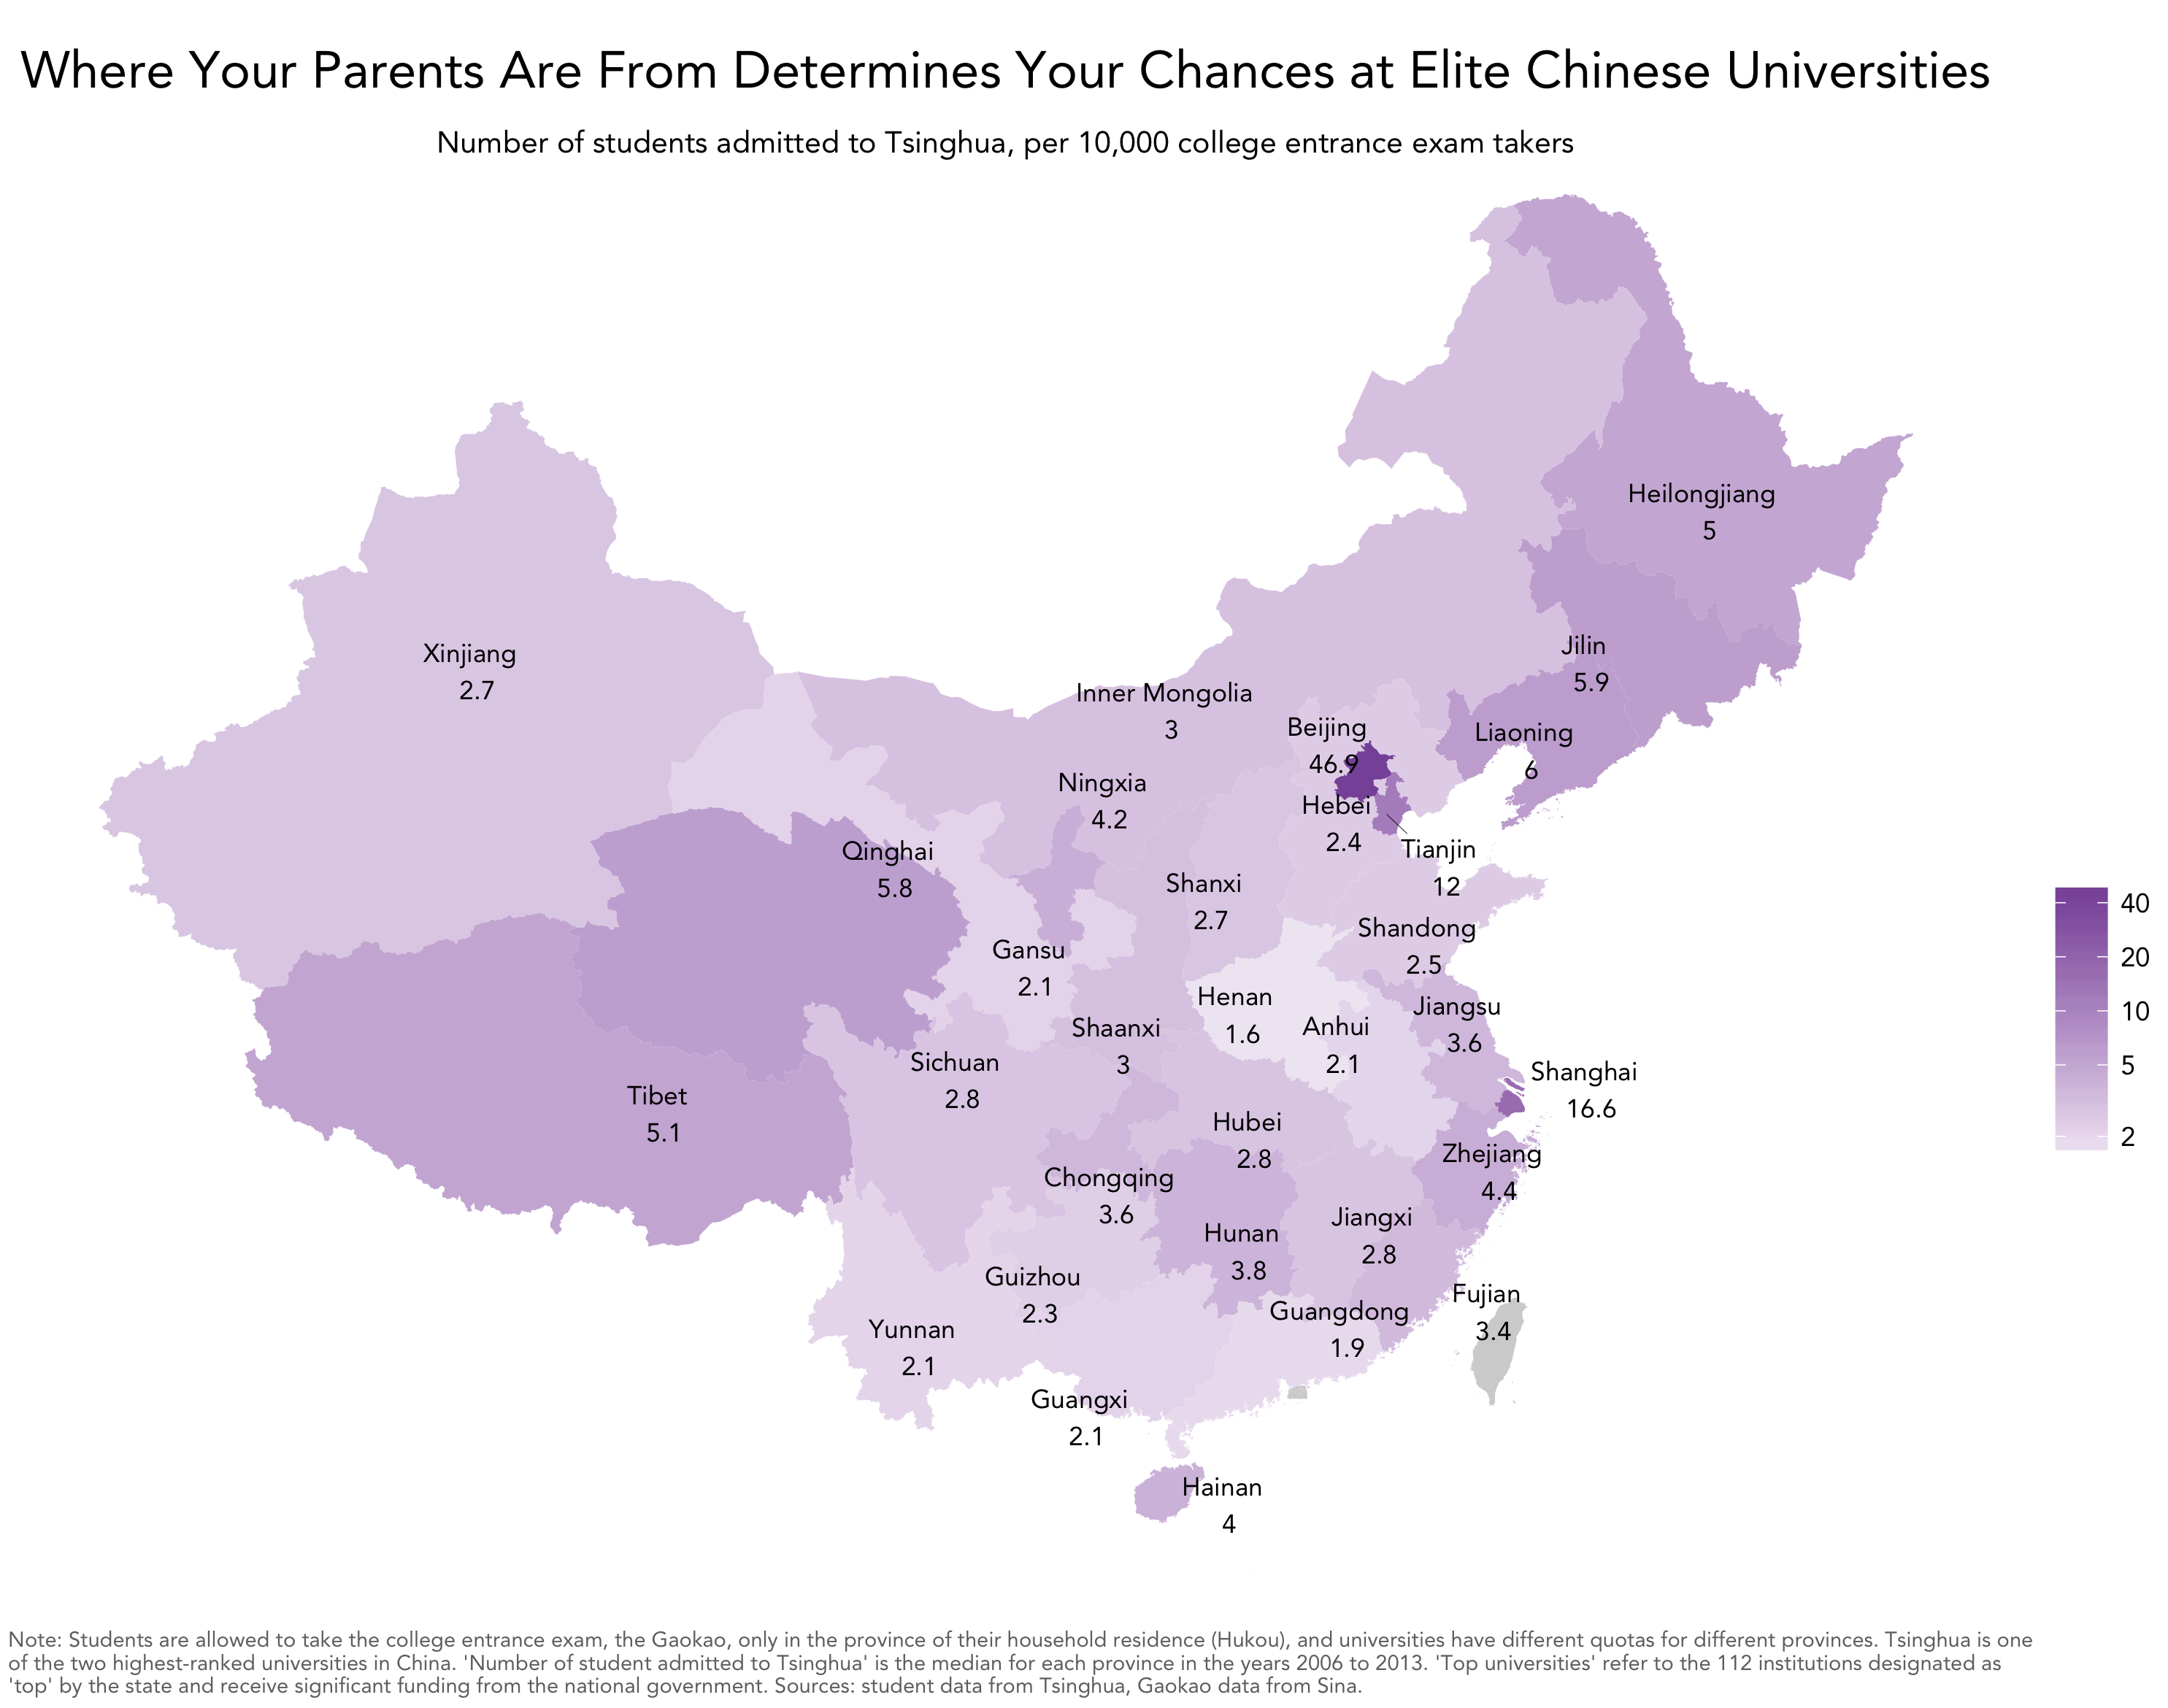 Where Your Parents Are From Determines Your Chances at Elite Chinese Universities
Number of students admitted to Tsinghua, per 10,000 college entrance exam takers
Heilongjiang
5
Xinjiang
2.7
Jilin
5.9
Inner Mongolia
3
Beijing
46.9
Liaoning
6
Ningxia
4.2
Hebei
2.4
Tianjin
12
Qinghai
5.8
Shanxi
2.7
Shandong
2.5
Gansu
2.1
Henan
1.6
Jiangsu
3.6
Anhui
2.1
Shaanxi
3
Sichuan
2.8
Shanghai
16.6
Tibet
5.1
Hubei
2.8
Zhejiang
4.4
Chongqing
3.6
Jiangxi
2.8
Hunan
3.8
Guizhou
2.3
Fujian
3.4
Guangdong
1.9
Yunnan
2.1
Guangxi
2.1
Hainan
4
40
20
10
5
2
Note: Students are allowed to take the college entrance exam, the Gaokao, only in the province of their household residence (Hukou), and universities have different quotas for different provinces. Tsinghua is one
of the two highest-ranked universities in China. 'Number of student admitted to Tsinghua' is the median for each province in the years 2006 to 2013. 'Top universities' refer to the 112 institutions designated as
'top' by the state and receive significant funding from the national government. Sources: student data from Tsinghua, Gaokao data from Sina.